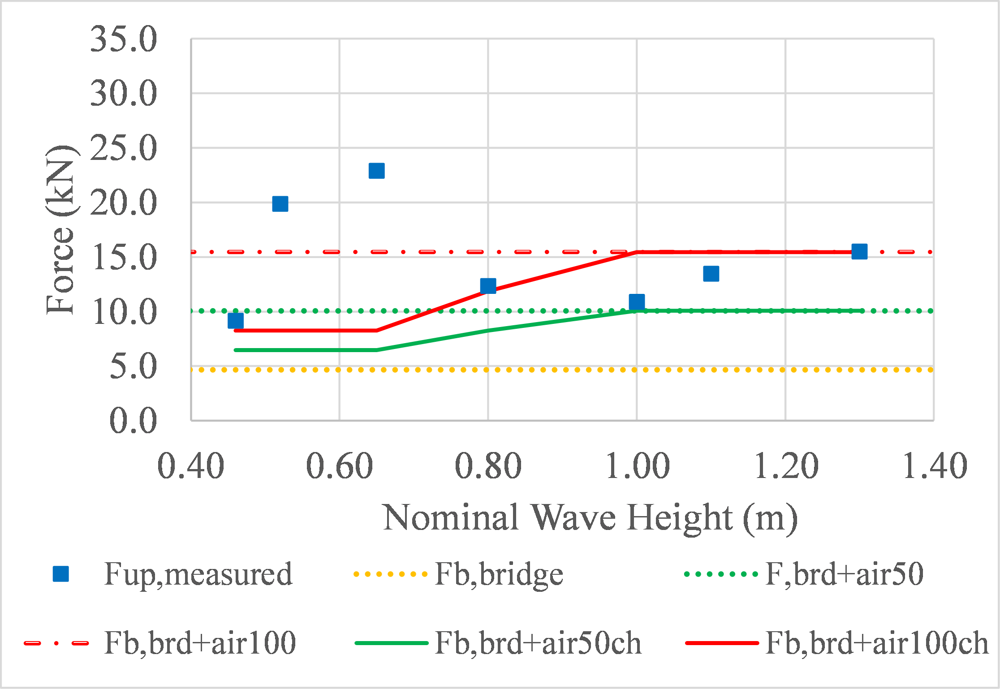 35.0
30.0
25.0
20.0
15.0
10.0
5.0
0.0
Force (kN)
0.40 0.60 0.80 1.00 1.20 1.40
Nominal Wave Height (m)
Fup,measured Fb,bridge F,brd+air50
Fb,brd+air100 Fb,brd+air50ch Fb,brd+air100ch